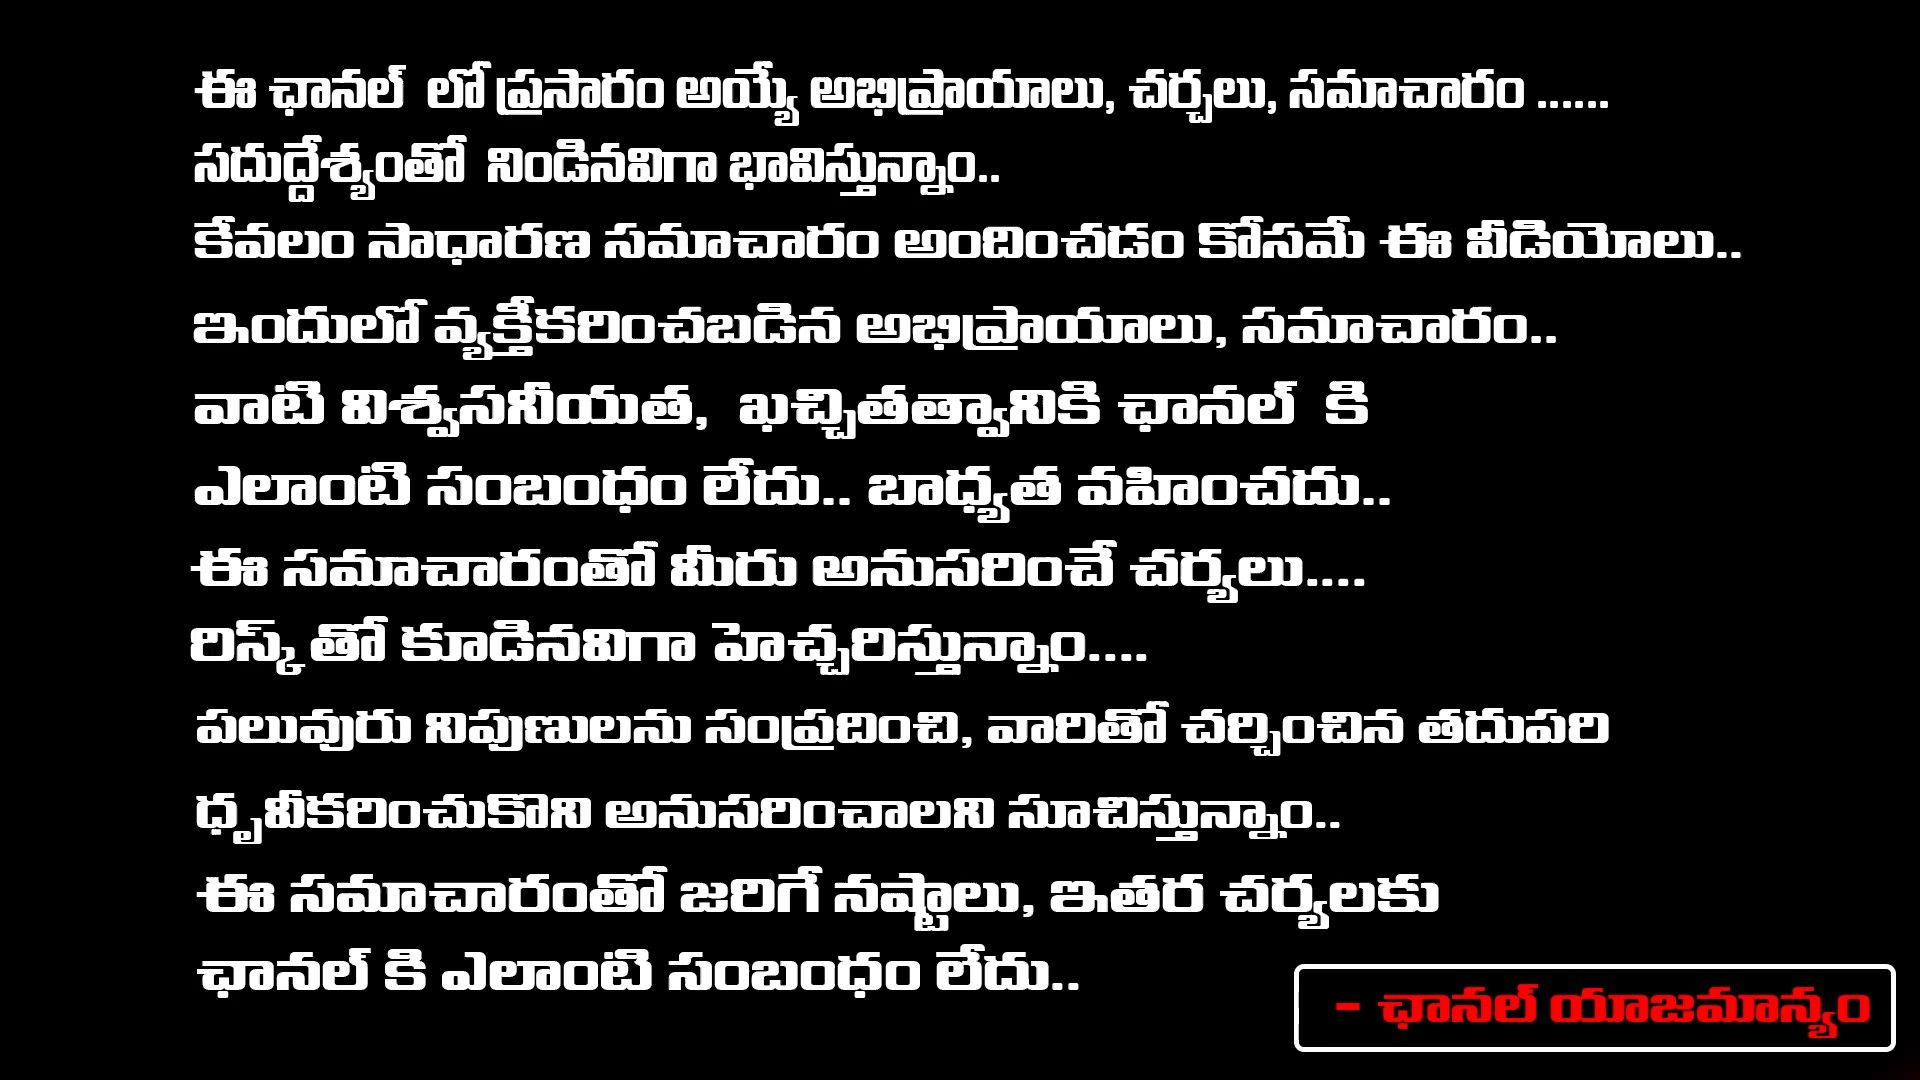 ఈ ఛానల్ లో ప్రసారం అయ్యే అభిప్రాయాలు, చర్చలు, సమాచారం ......
సదుద్దేశ్యంతో నిండినవిగా భావిస్తున్నాం..
కేవలం సాధారణ సమాచారం అందించడం కోసమే ఈ వీడియోలు..
ఇందులో వ్యక్తీకరించబడిన అభిప్రాయాలు, సమాచారం..
వాటి విశ్వసనీయత, ఖచ్చితత్వానికి ఛానల్ కి
ఎలాంటి సంబంధం లేదు.. బాధ్యత వహించదు..
ఈ సమాచారంతో మీరు అనుసరించే చర్యలు....
రిస్క్ తో కూడినవిగా హెచ్చరిస్తున్నాం....
పలువురు నిపుణులను సంప్రదించి, వారితో చర్చించిన తదుపరి
ధృవీకరించుకొని అనుసరించాలని సూచిస్తున్నాం..
ఈ సమాచారంతో జరిగే నష్టాలు, ఇతర చర్యలకు
ఛానల్ కి ఎలాంటి సంబంధం లేదు..
- ఛానల్ యాజమాన్యం